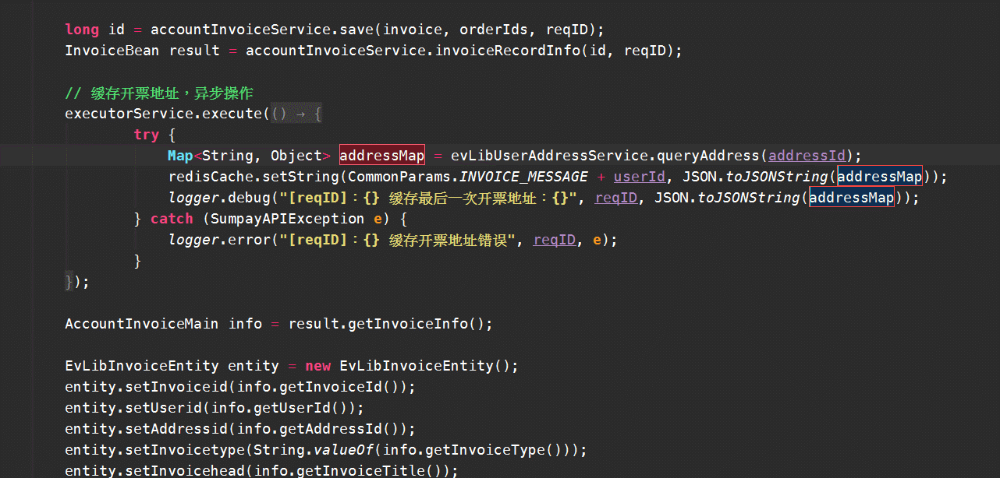 long id = accountInvoiceService.save(invoice, orderIds, reqID);
InvoiceBean result = accountInvoiceService.invoiceRecordInfo(id, reqID);
// 缓存开票地址，异步操作
executorService.execute(() → {
try {
Map<String, Object> addressMap = evLibUserAddressService.queryAddress(addressId);
redisCache.setString(CommonParams.INVOICE_MESSAGE + userId, JSON.toJSONString(addressMap));
logger.debug("[reqID]：{} 缓存最后一次开票地址：{}", reqID, JSON.toJSONString(addressMap));
} catch (SumpayAPIException e) {
logger.error("[reqID]：{} 缓存开票地址错误", reqID, e);
}
});
AccountInvoiceMain info = result.getInvoiceInfo();
EvLibInvoiceEntity entity = new EvLibInvoiceEntity();
entity.setInvoiceid(info.getInvoiceId());
entity.setUserid(info.getUserId());
entity.setAddressid(info.getAddressId());
entity.setInvoicetype(String.valueOf(info.getInvoiceType()));
entity.setInvoicehead(info.getInvoiceTitle());